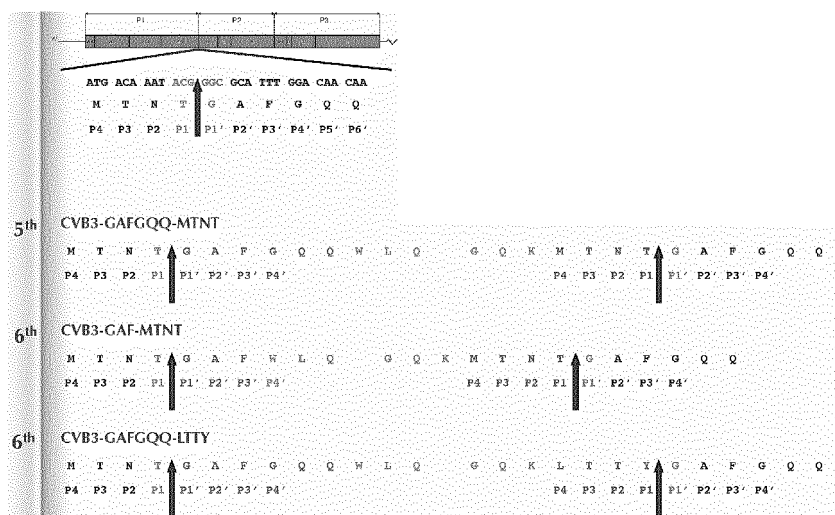 P1 P2 P3
ATG ACA AAT ACG GGC GCA TTT GGA CAA CAA
M T N T G A F G Q Q
P4 P3 P2 P1 P1' P2' P3' P4' P5' P6'
5th CVB3-GAFGQQ-MTNT
M T N T G A F G Q Q W L Q G Q K M T N T G A F G Q Q
P4 P3 P2 P1 P1' P2' P3' P4' P4 P3 P2 P1 P1' P2' P3' P4'
6th CVB3-GAF-MTNT
M T N T G A F W L Q G Q K M T N T G A F G Q Q
P4 P3 P2 P1 P1' P2' P3' P4' P4 P3 P2 P1 P1' P2' P3' P4'
6th CVB3-GAFGQQ-LTTY
M T N T G A F G Q Q W L Q G Q K L T T Y G A F G Q Q
P4 P3 P2 P1 P1' P2' P3' P4' P4 P3 P2 P1 P1' P2' P3' P4'